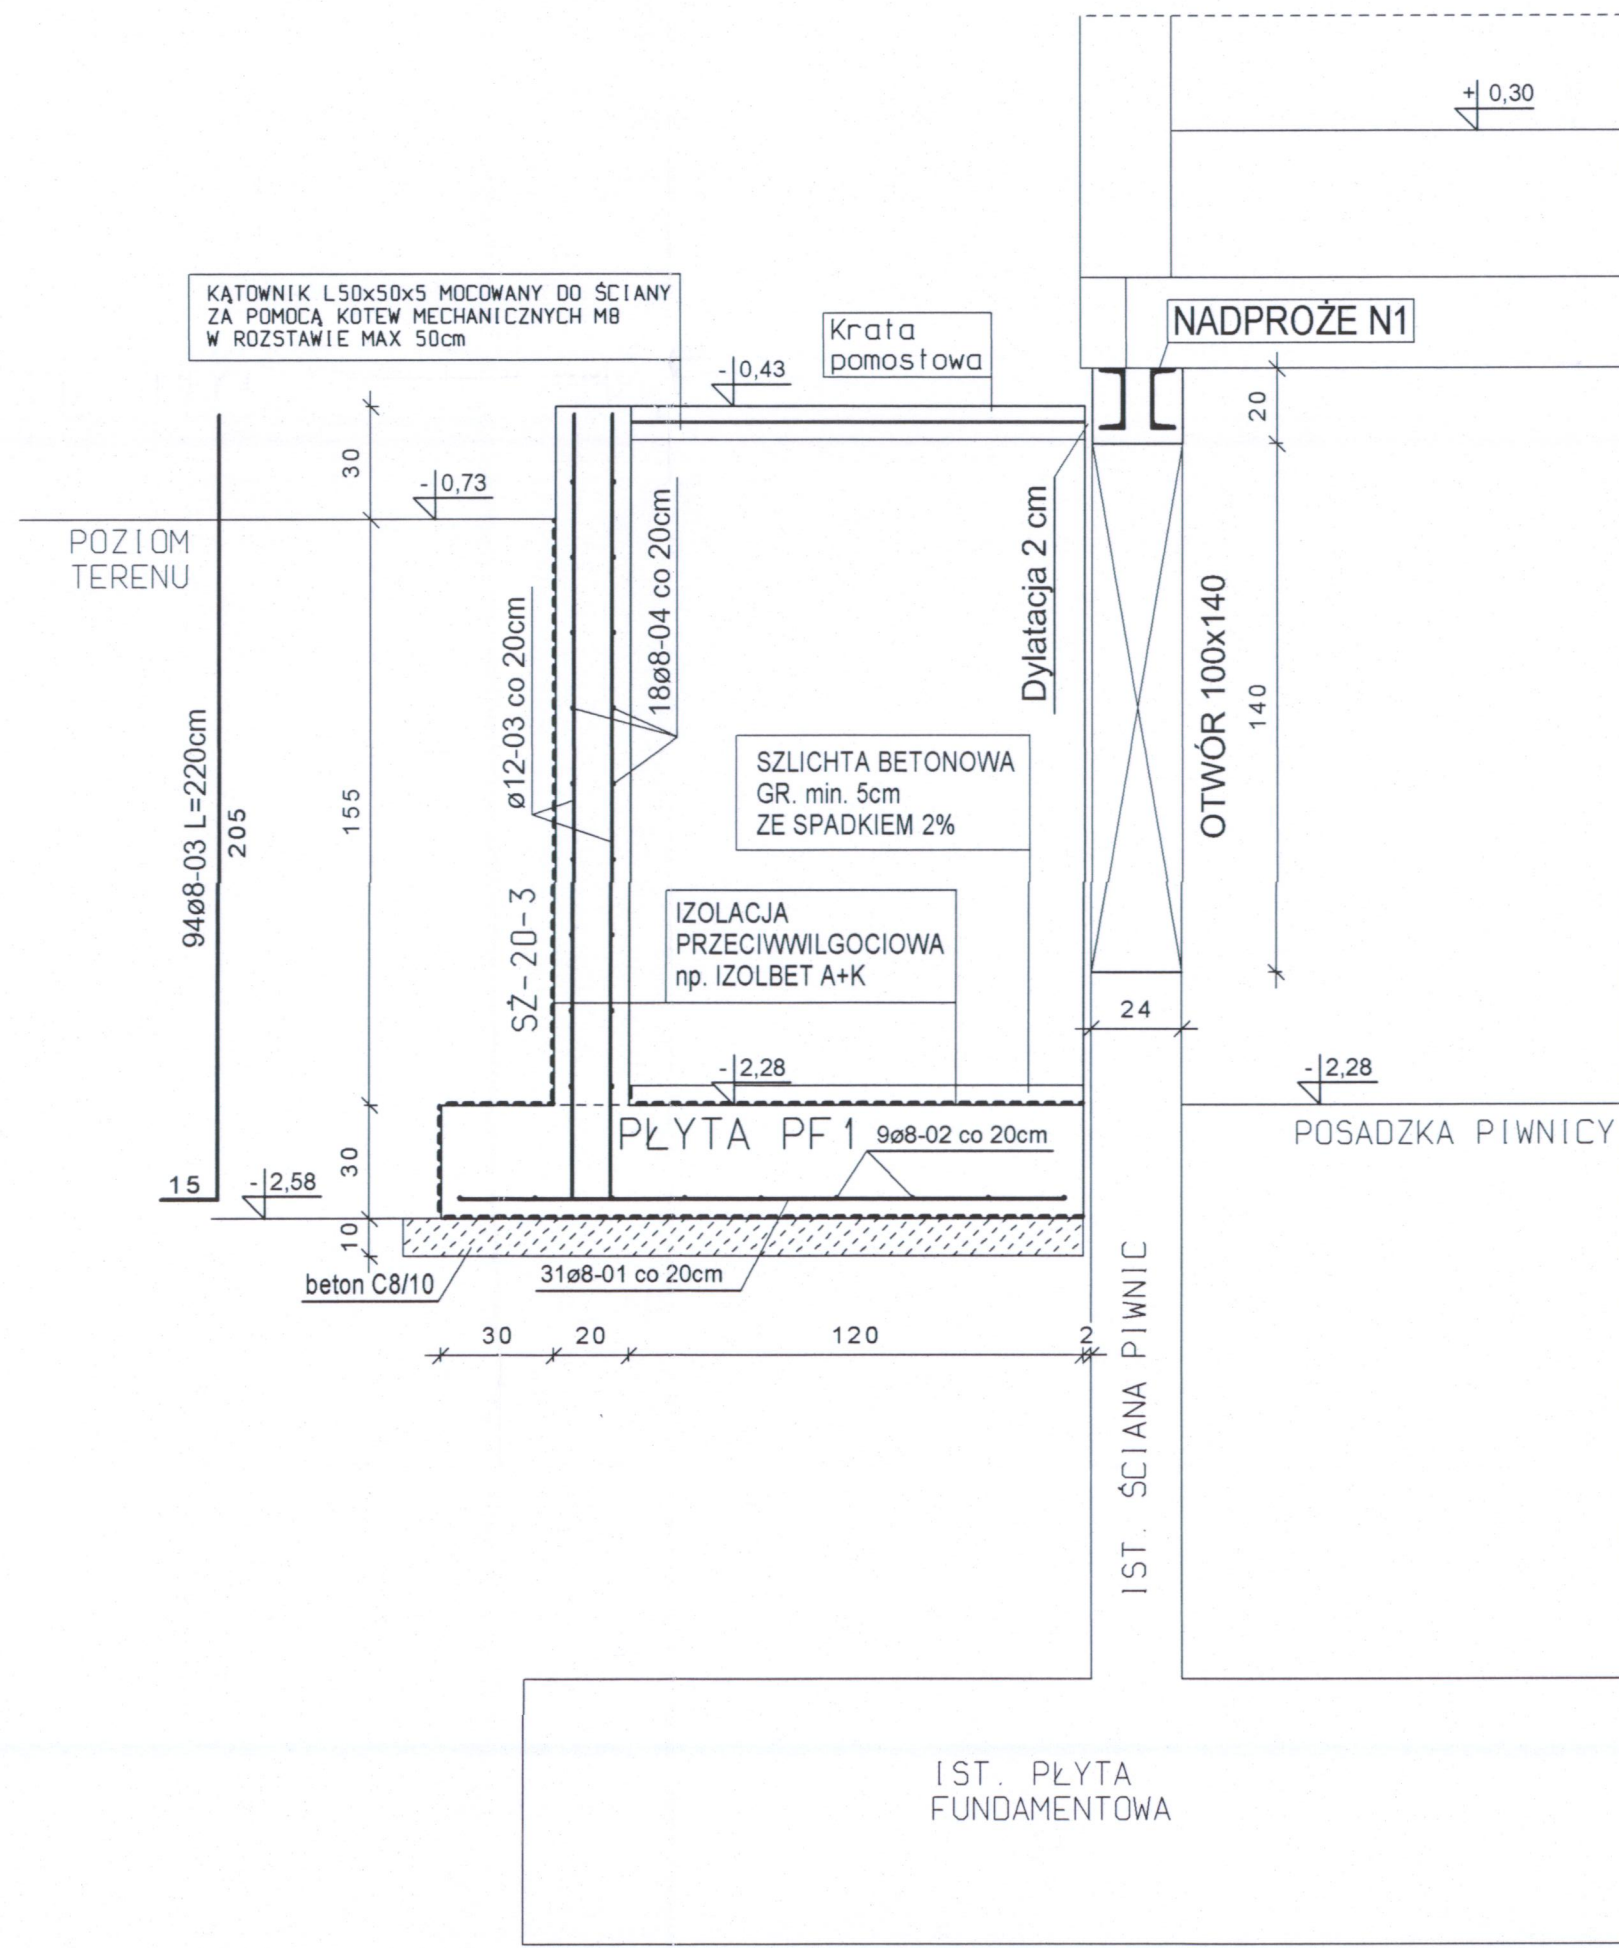 + 0,30
KĄTOWNIK L50x50x5 MOCOWANY DO ŚCIANY
ZA POMOCĄ KOTEW MECHANICZNYCH M8
W ROZSTAWIE MAX 50cm
Krata
pomostowa
NADPROŻE N1
- 0,43
20
30
- 0,73
POZIOM
TERENU
18ø8-04 co 20cm
ø12-03 co 20cm
Dylatacja 2 cm
OTWÓR 100x140
140
94ø8-03 L=220cm
205
155
SZLICHTA BETONOWA
GR. min. 5cm
ZE SPADKIEM 2%
SŻ-20-3
IZOLACJA
PRZECIWWILGOCIOWA
np. IZOLBET A+K
24
- 2,28
- 2,28
PŁYTA PF1
9ø8-02 co 20cm
POSADZKA PIWNICY
30
15
- 2,58
10
beton C8/10
31ø8-01 co 20cm
30
20
120
2
IST. ŚCIANA PIWNIC
IST. PŁYTA
FUNDAMENTOWA